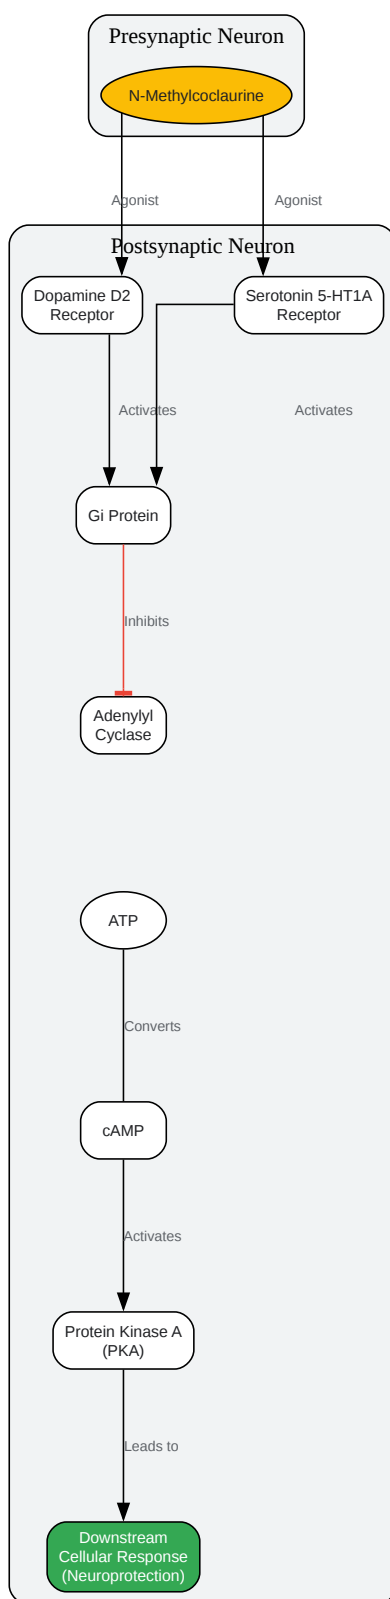 Presynaptic Neuron
N-Methylcoclaurine
Agonist
Agonist
Postsynaptic Neuron
Dopamine D2
Receptor
Serotonin 5-HT1A
Receptor
Activates
Activates
Gi Protein
Inhibits
Adenylyl
Cyclase
ATP
Converts
cAMP
Activates
Protein Kinase A
(PKA)
Leads to
Downstream
Cellular Response
(Neuroprotection)